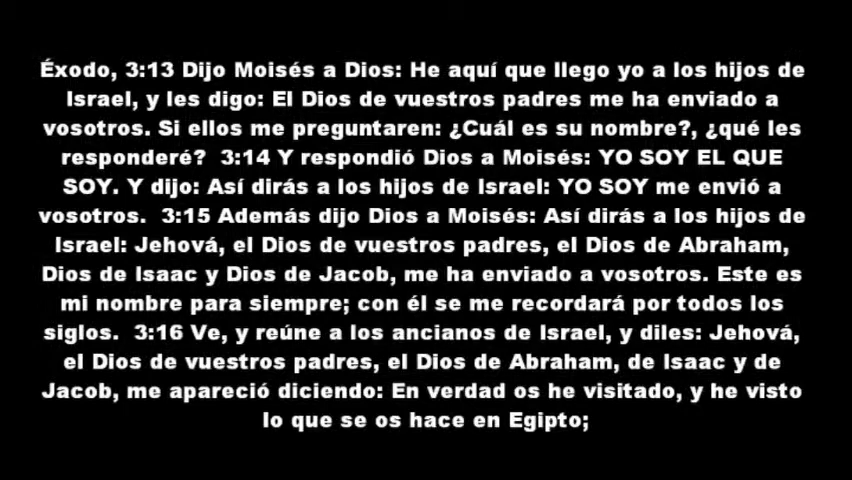 Éxodo, 3:13 Dijo Moisés a Dios: He aquí que llego yo a los hijos de
Israel, y les digo: El Dios de vuestros padres me ha enviado a
vosotros. Si ellos me preguntaren: ¿Cuál es su nombre?, ¿qué les
responderé? 3:14 Y respondió Dios a Moisés: YO SOY EL QUE
SOY. Y dijo: Así dirás a los hijos de Israel: YO SOY me envió a
vosotros. 3:15 Además dijo Dios a Moisés: Así dirás a los hijos de
Israel: Jehová, el Dios de vuestros padres, el Dios de Abraham,
Dios de Isaac y Dios de Jacob, me ha enviado a vosotros. Este es
mi nombre para siempre; con él se me recordará por todos los
siglos. 3:16 Ve, y reúne a los ancianos de Israel, y diles: Jehová,
el Dios de vuestros padres, el Dios de Abraham, de Isaac y de
Jacob, me apareció diciendo: En verdad os he visitado, y he visto
lo que se os hace en Egipto;